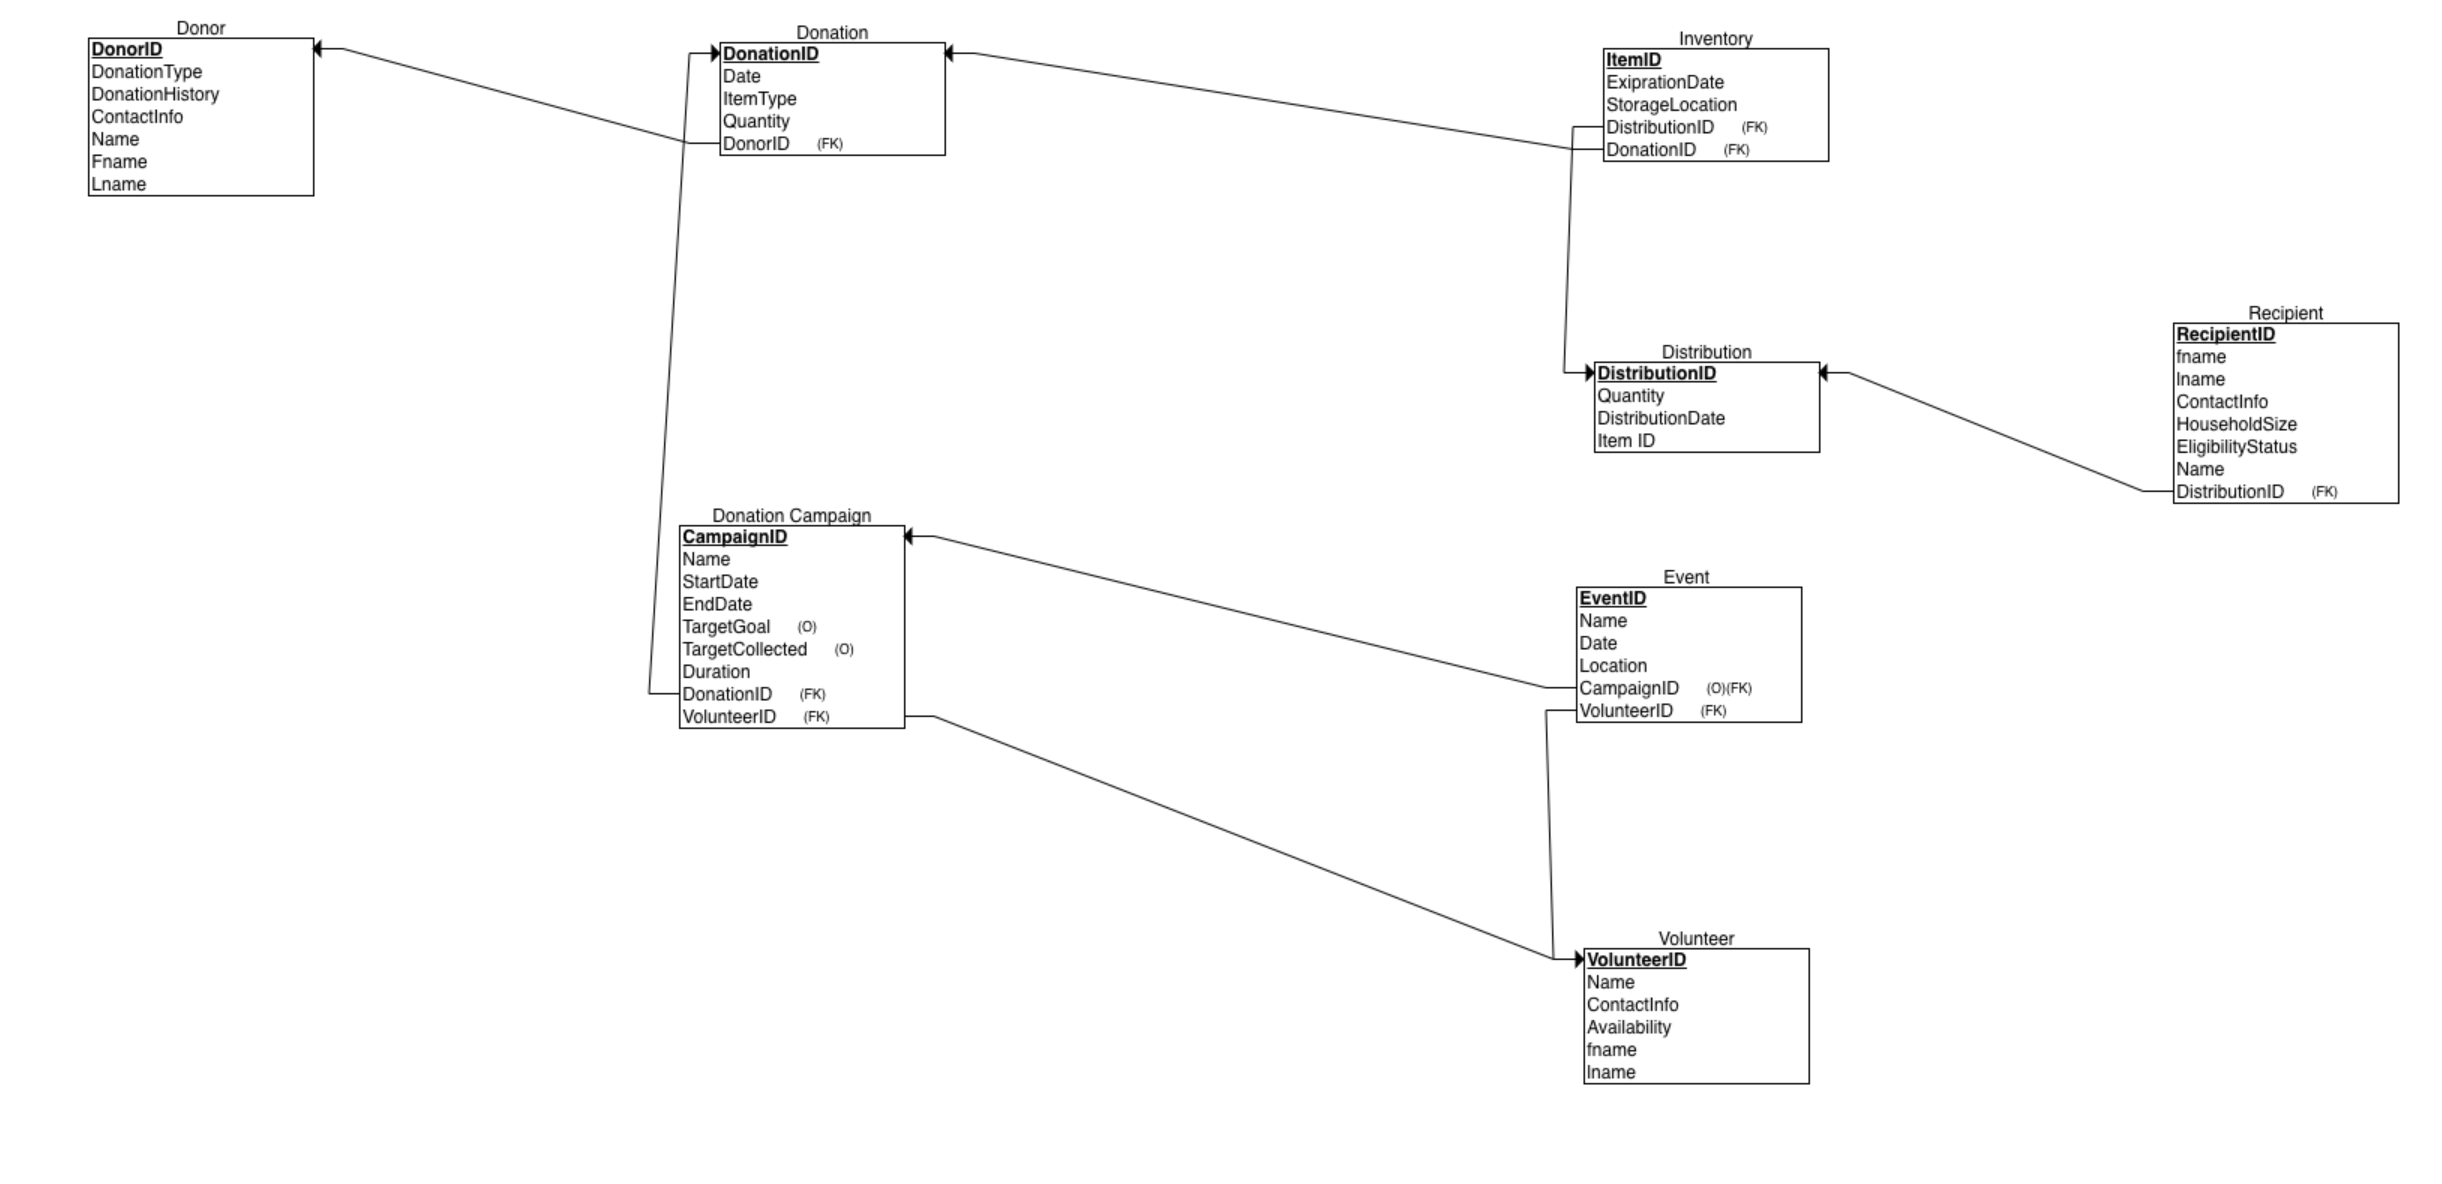 Donor
DonorID
DonationType
DonationHistory
ContactInfo
Name
Fname
Lname
Donation
DonationID
Date
ItemType
Quantity
DonorID (FK)
Inventory
ItemID
ExiprationDate
StorageLocation
DistributionID (FK)
DonationID (FK)
Distribution
DistributionID
Quantity
DistributionDate
Item ID
Recipient
RecipientID
fname
lname
ContactInfo
HouseholdSize
EligibilityStatus
Name
DistributionID (FK)
Donation Campaign
CampaignID
Name
StartDate
EndDate
TargetGoal (O)
TargetCollected (O)
Duration
DonationID (FK)
VolunteerID (FK)
Event
EventID
Name
Date
Location
CampaignID (O)(FK)
VolunteerID (FK)
Volunteer
VolunteerID
Name
ContactInfo
Availability
fname
lname